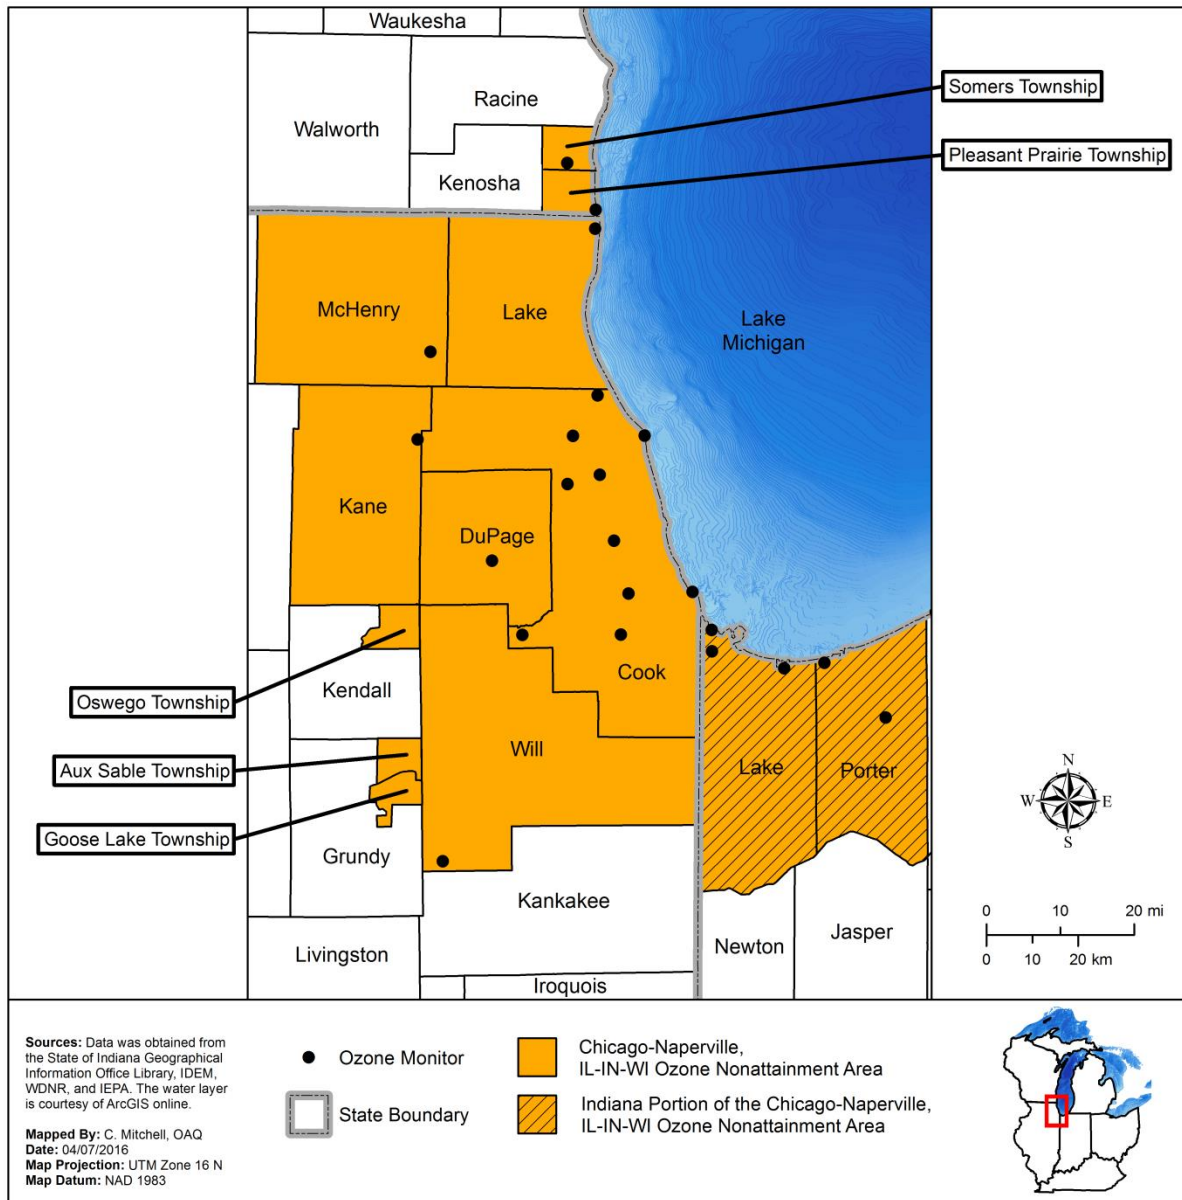 Waukesha
Racine
Walworth
Kenosha
Somers Township
Pleasant Prairie Township
McHenry
Lake
Lake
Michigan
Kane
DuPage
Cook
Oswego Township
Kendall
Will
Aux Sable Township
Goose Lake Township
Grundy
Lake
Porter
Kankakee
Livingston
Iroquois
Newton
Jasper
N
W
E
S
0 10 20 mi
0 10 20 km
Sources: Data was obtained from
the State of Indiana Geographical
Information Office Library, IDEM,
WDNR, and IEPA. The water layer
is courtesy of ArcGIS online.
Mapped By: C. Mitchell, OAQ
Date: 04/07/2016
Map Projection: UTM Zone 16 N
Map Datum: NAD 1983
Ozone Monitor
State Boundary
Chicago-Naperville,
IL-IN-WI Ozone Nonattainment Area
Indiana Portion of the Chicago-Naperville,
IL-IN-WI Ozone Nonattainment Area